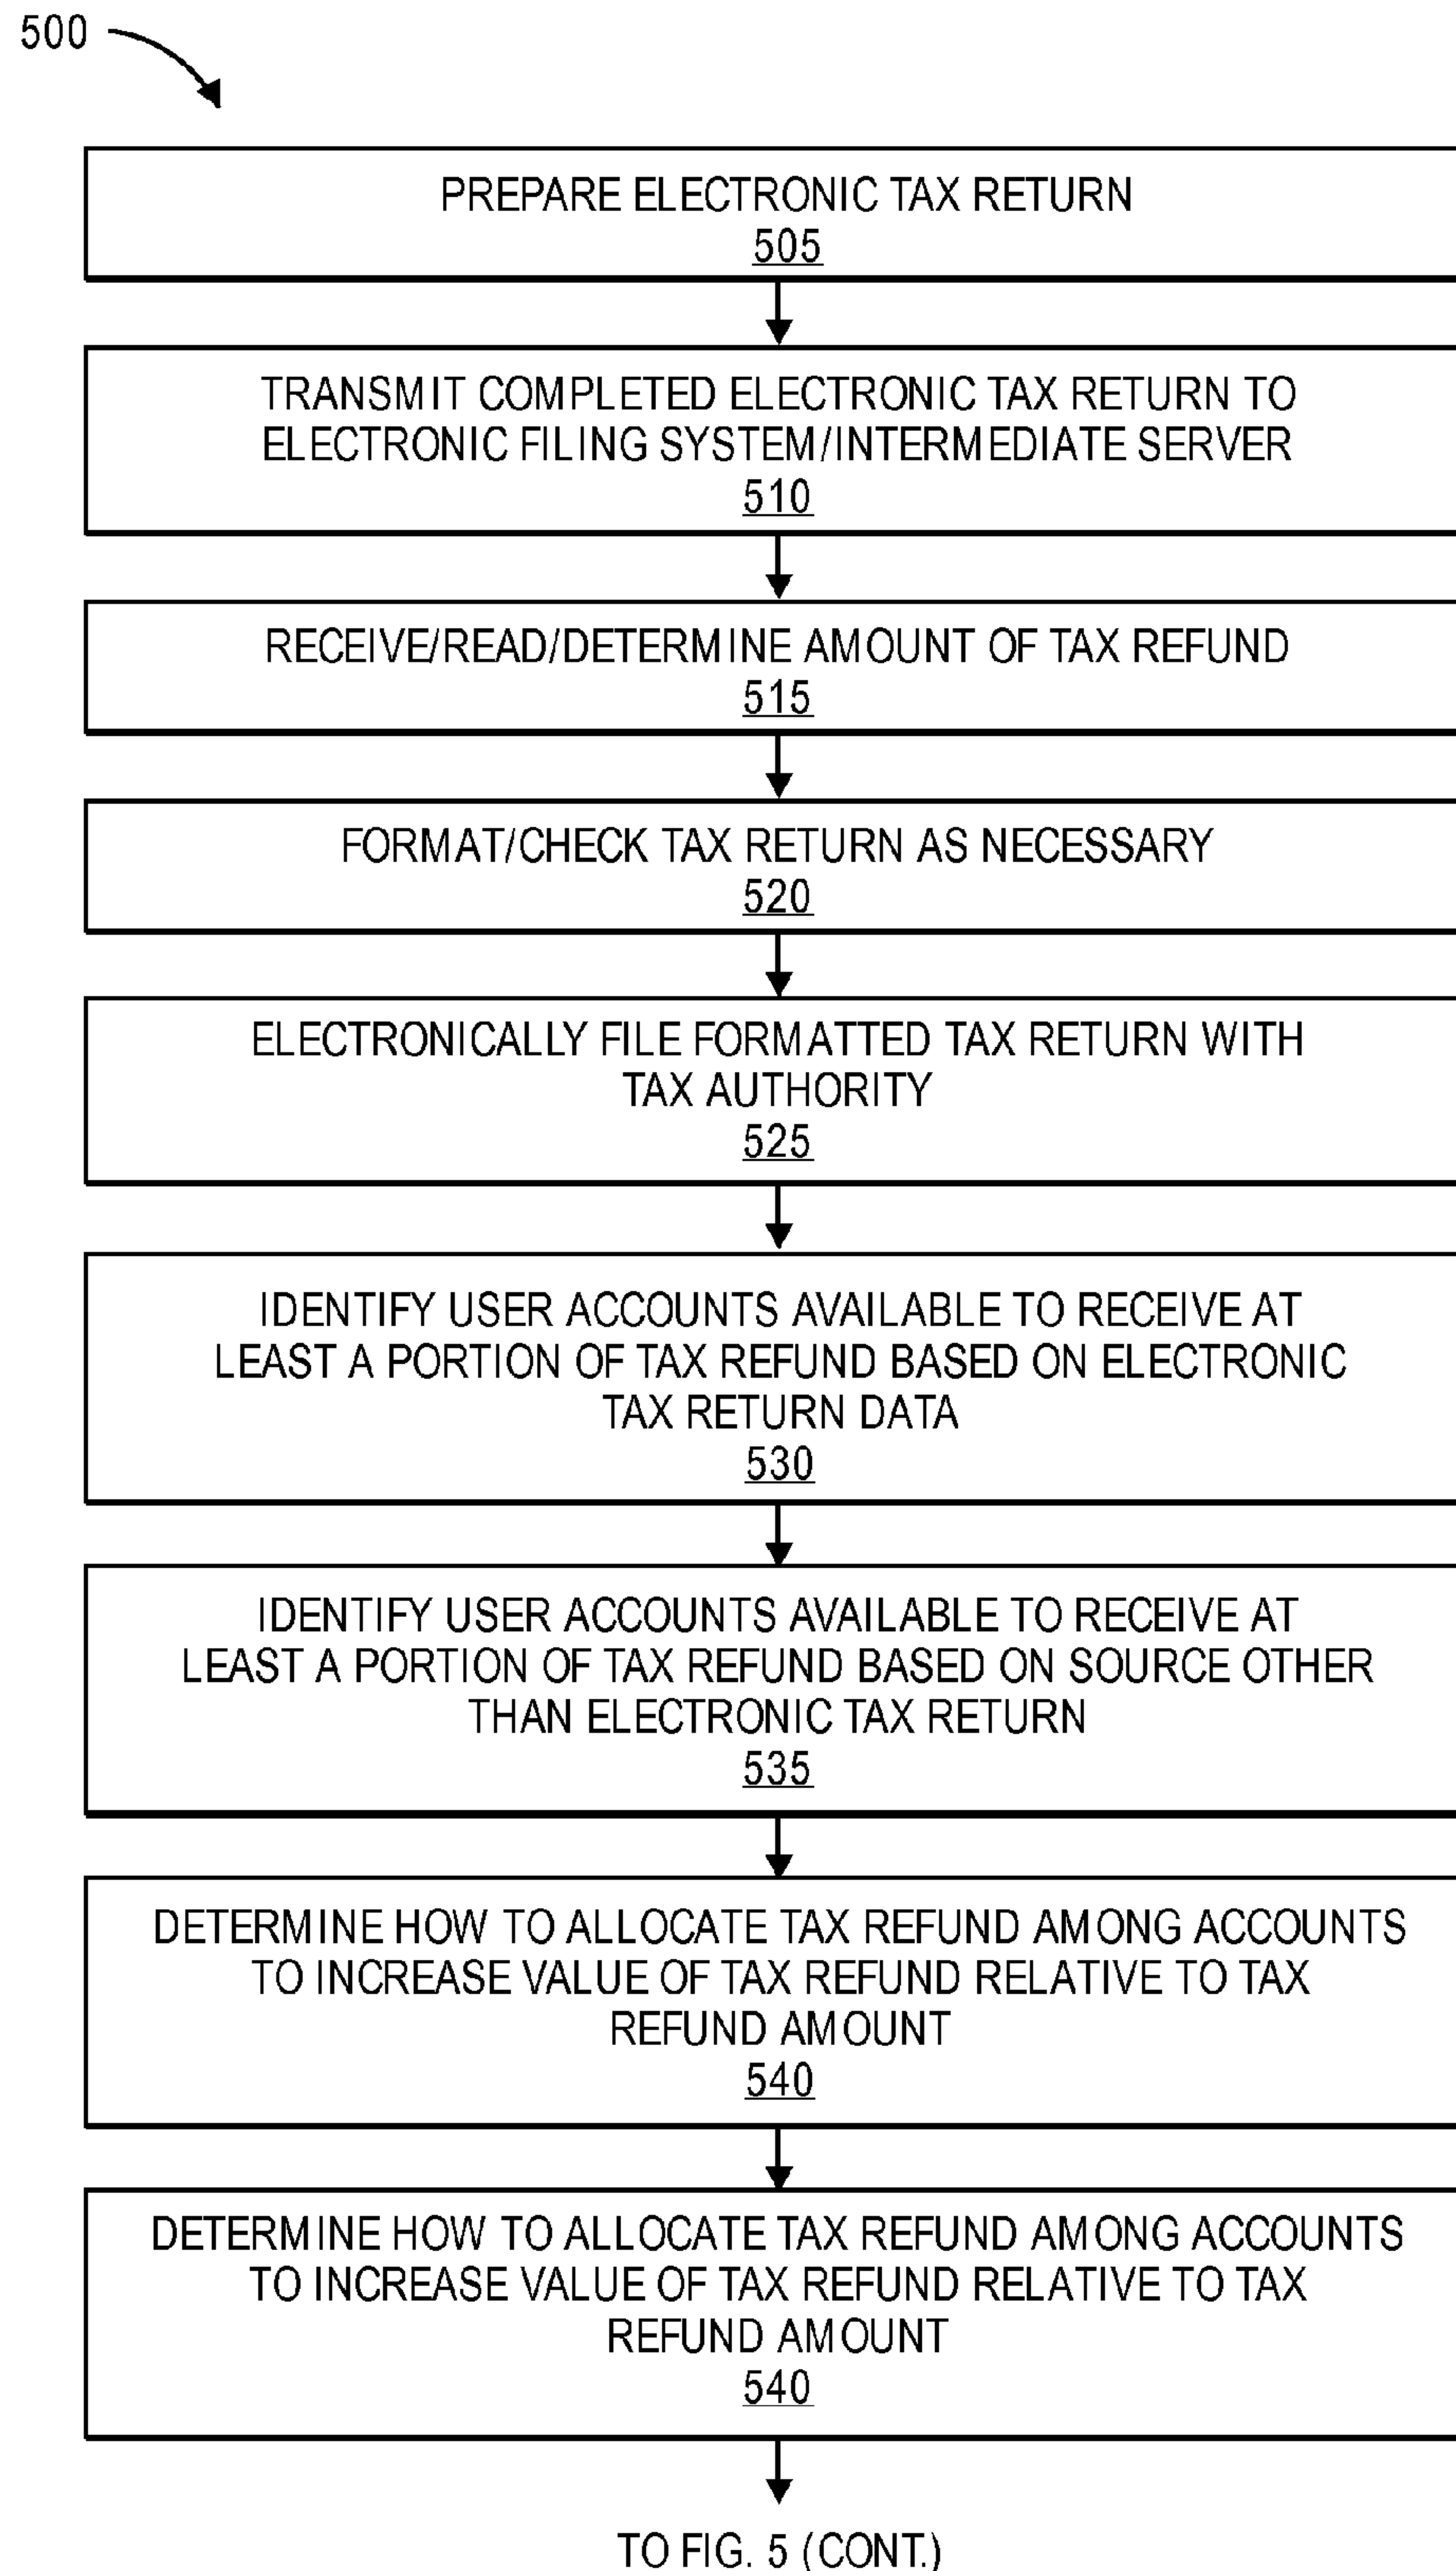 500
PREPARE ELECTRONIC TAX RETURN
505
TRANSMIT COMPLETED ELECTRONIC TAX RETURN TO
ELECTRONIC FILING SYSTEM/INTERMEDIATE SERVER
510
RECEIVE/READ/DETERMINE AMOUNT OF TAX REFUND
515
FORMAT/CHECK TAX RETURN AS NECESSARY
520
ELECTRONICALLY FILE FORMATTED TAX RETURN WITH
TAX AUTHORITY
525
IDENTIFY USER ACCOUNTS AVAILABLE TO RECEIVE AT
LEAST A PORTION OF TAX REFUND BASED ON ELECTRONIC
TAX RETURN DATA
530
IDENTIFY USER ACCOUNTS AVAILABLE TO RECEIVE AT
LEAST A PORTION OF TAX REFUND BASED ON SOURCE OTHER
THAN ELECTRONIC TAX RETURN
535
DETERMINE HOW TO ALLOCATE TAX REFUND AMONG ACCOUNTS
TO INCREASE VALUE OF TAX REFUND RELATIVE TO TAX
REFUND AMOUNT
540
DETERMINE HOW TO ALLOCATE TAX REFUND AMONG ACCOUNTS
TO INCREASE VALUE OF TAX REFUND RELATIVE TO TAX
REFUND AMOUNT
540
TO FIG. 5 (CONT.)